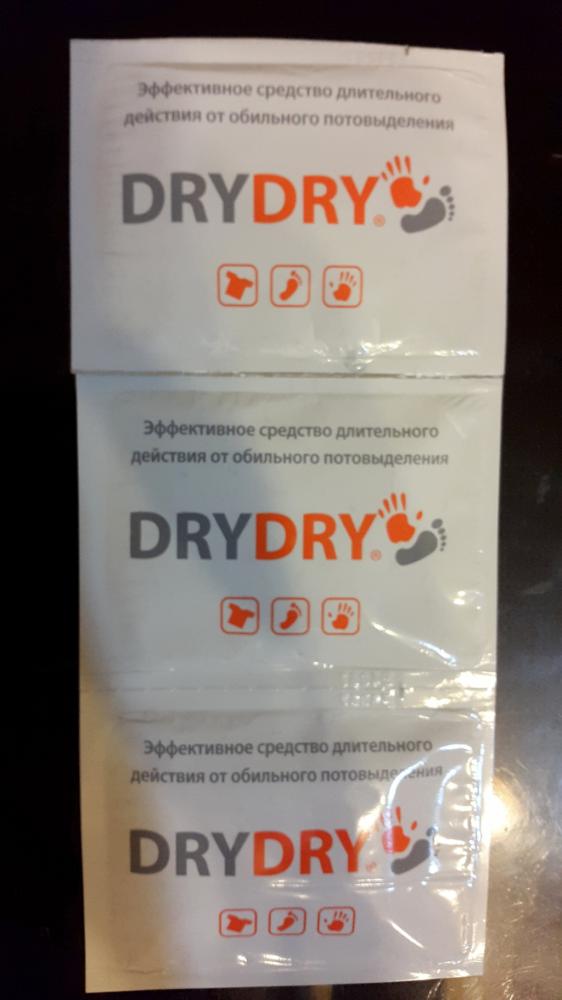 Эффективное средство длительного
действия от обильного потовыделения
DRYDRY®
Эффективное средство длительного
действия от обильного потовыделения
DRYDRY®
Эффективное средство длительного
действия от обильного потовыделения
DRYDRY